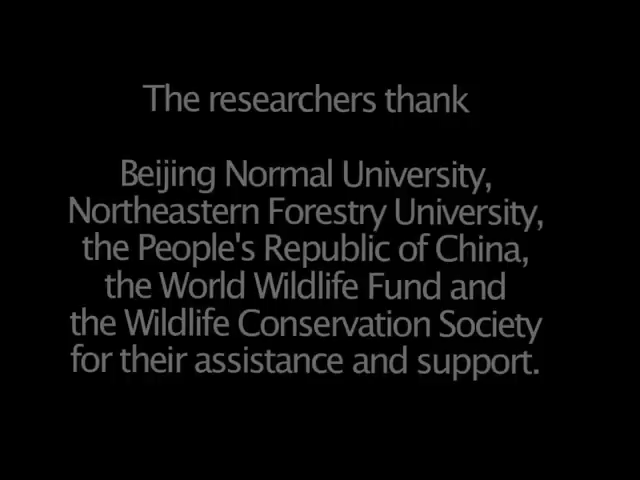 The researchers thank
Beijing Normal University,
Northeastern Forestry University,
the People's Republic of China,
the World Wildlife Fund and
the Wildlife Conservation Society
for their assistance and support.